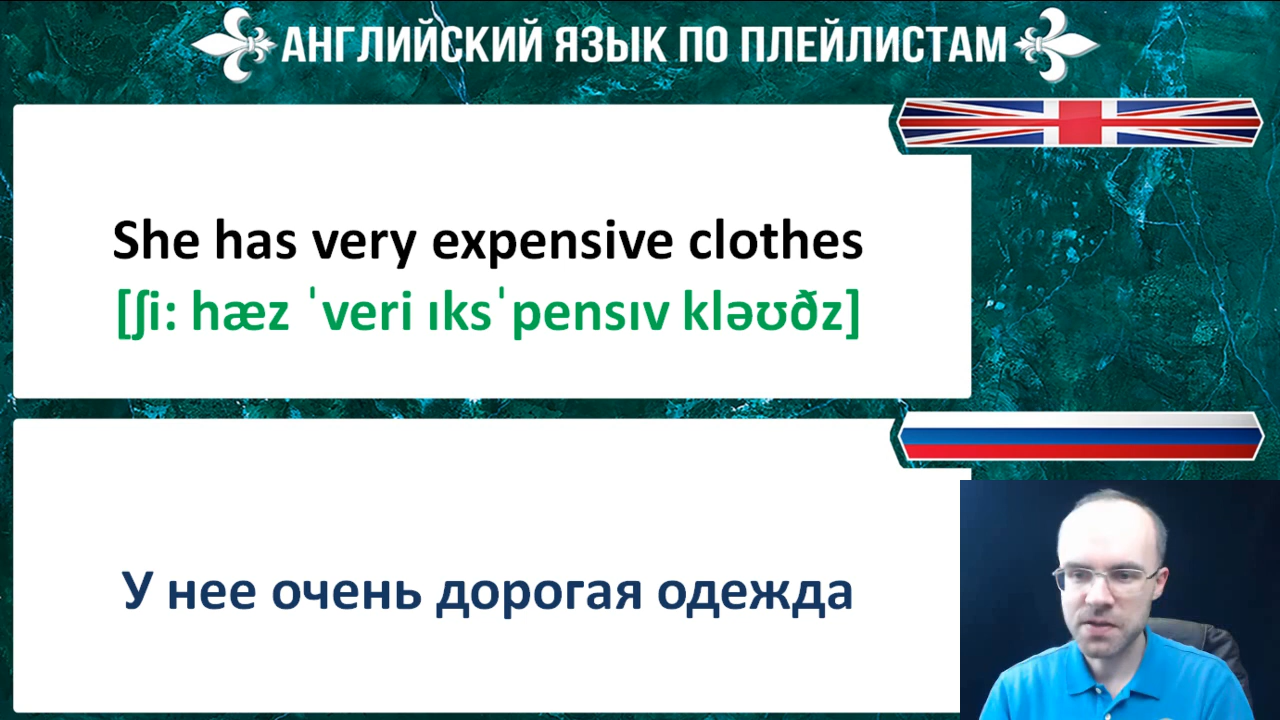 АНГЛИЙСКИЙ ЯЗЫК ПО ПЛЕЙЛИСТАМ
She has very expensive clothes
[ʃi: hæz ˈveri ɪksˈpensɪv kləʊðz]
У нее очень дорогая одежда